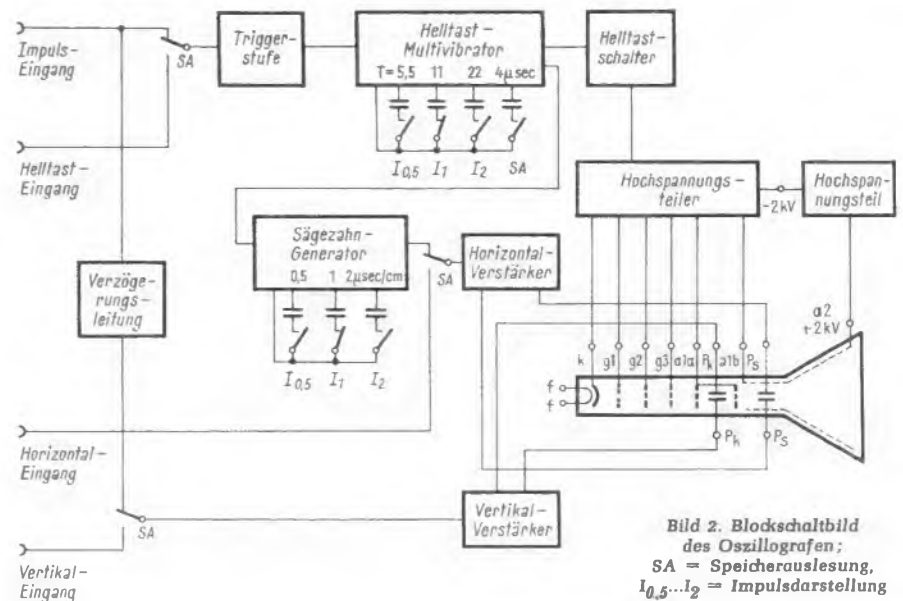 Impuls-
Eingang
SA
Trigger-
stufe
Helltast-
Multivibrator
T= 5,5 11 22 4µsec
I0,5 I1 I2 SA
Helltast-
schalter
Helltast-
Eingang
Hochspannungs-
teiler
-2kV
Hochspan-
nungsteil
Sägezahn-
Generator
0,5 1 2µsec/cm
I0,5 I1 I2
SA
Horizontal-
Verstärker
Verzöge-
rungs-
leitung
a2
+2kV
k g1 g2 g3 a1a Pk a1b Ps
f
f
Pk Ps
Horizontal-
Eingang
SA
Vertikal-
Verstärker
Vertikal-
Eingang
Bild 2. Blockschaltbild
des Oszillografen;
SA = Speicherauslesung,
I0,5...I2 = Impulsdarstellung